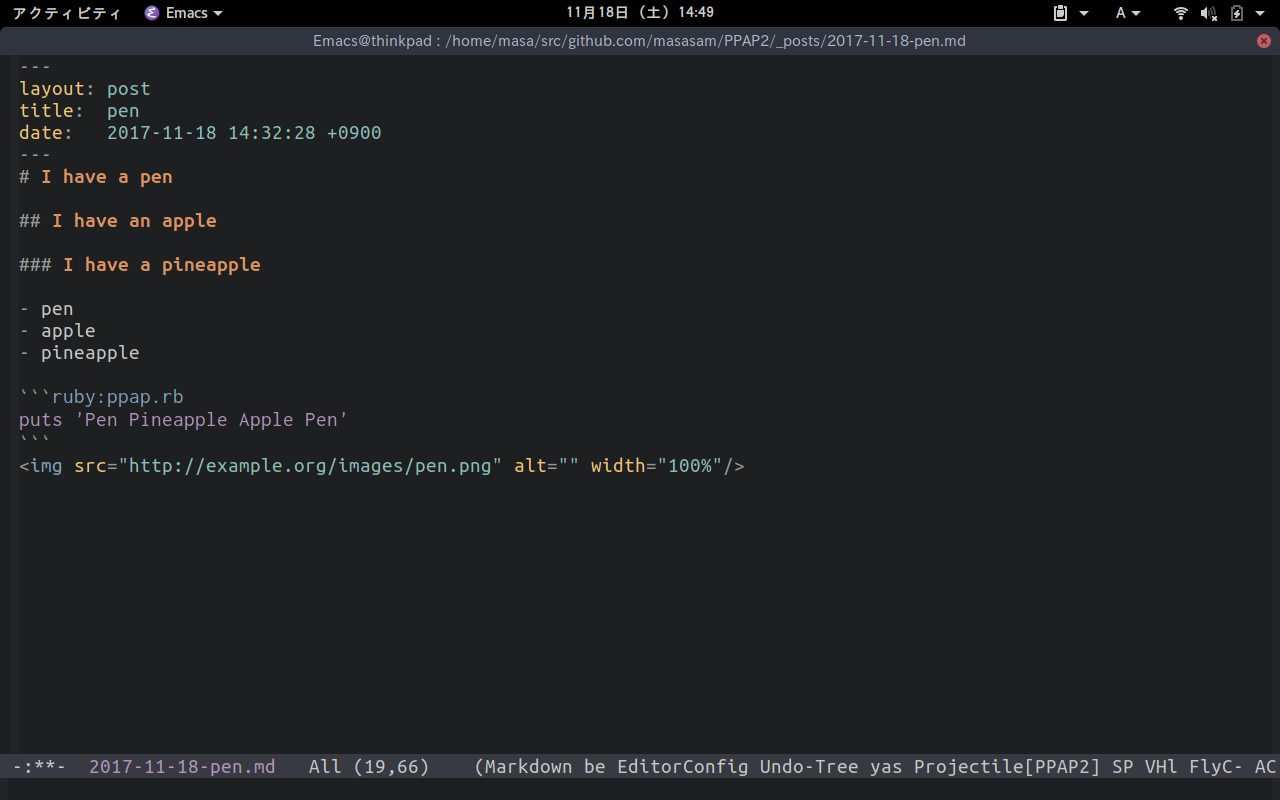 アクティビティ Emacs 11月18日 (土) 14:49 A
Emacs@thinkpad : /home/masa/src/github.com/masasam/PPAP2/_posts/2017-11-18-pen.md
---
layout: post
title:  pen
date:   2017-11-18 14:32:28 +0900
---
# I have a pen
## I have an apple
### I have a pineapple
- pen
- apple
- pineapple
```ruby:ppap.rb
puts 'Pen Pineapple Apple Pen'
```
<img src="http://example.org/images/pen.png" alt="" width="100%"/>
-:**-  2017-11-18-pen.md   All (19,66)    (Markdown be EditorConfig Undo-Tree yas Projectile[PPAP2] SP VHl FlyC- AC